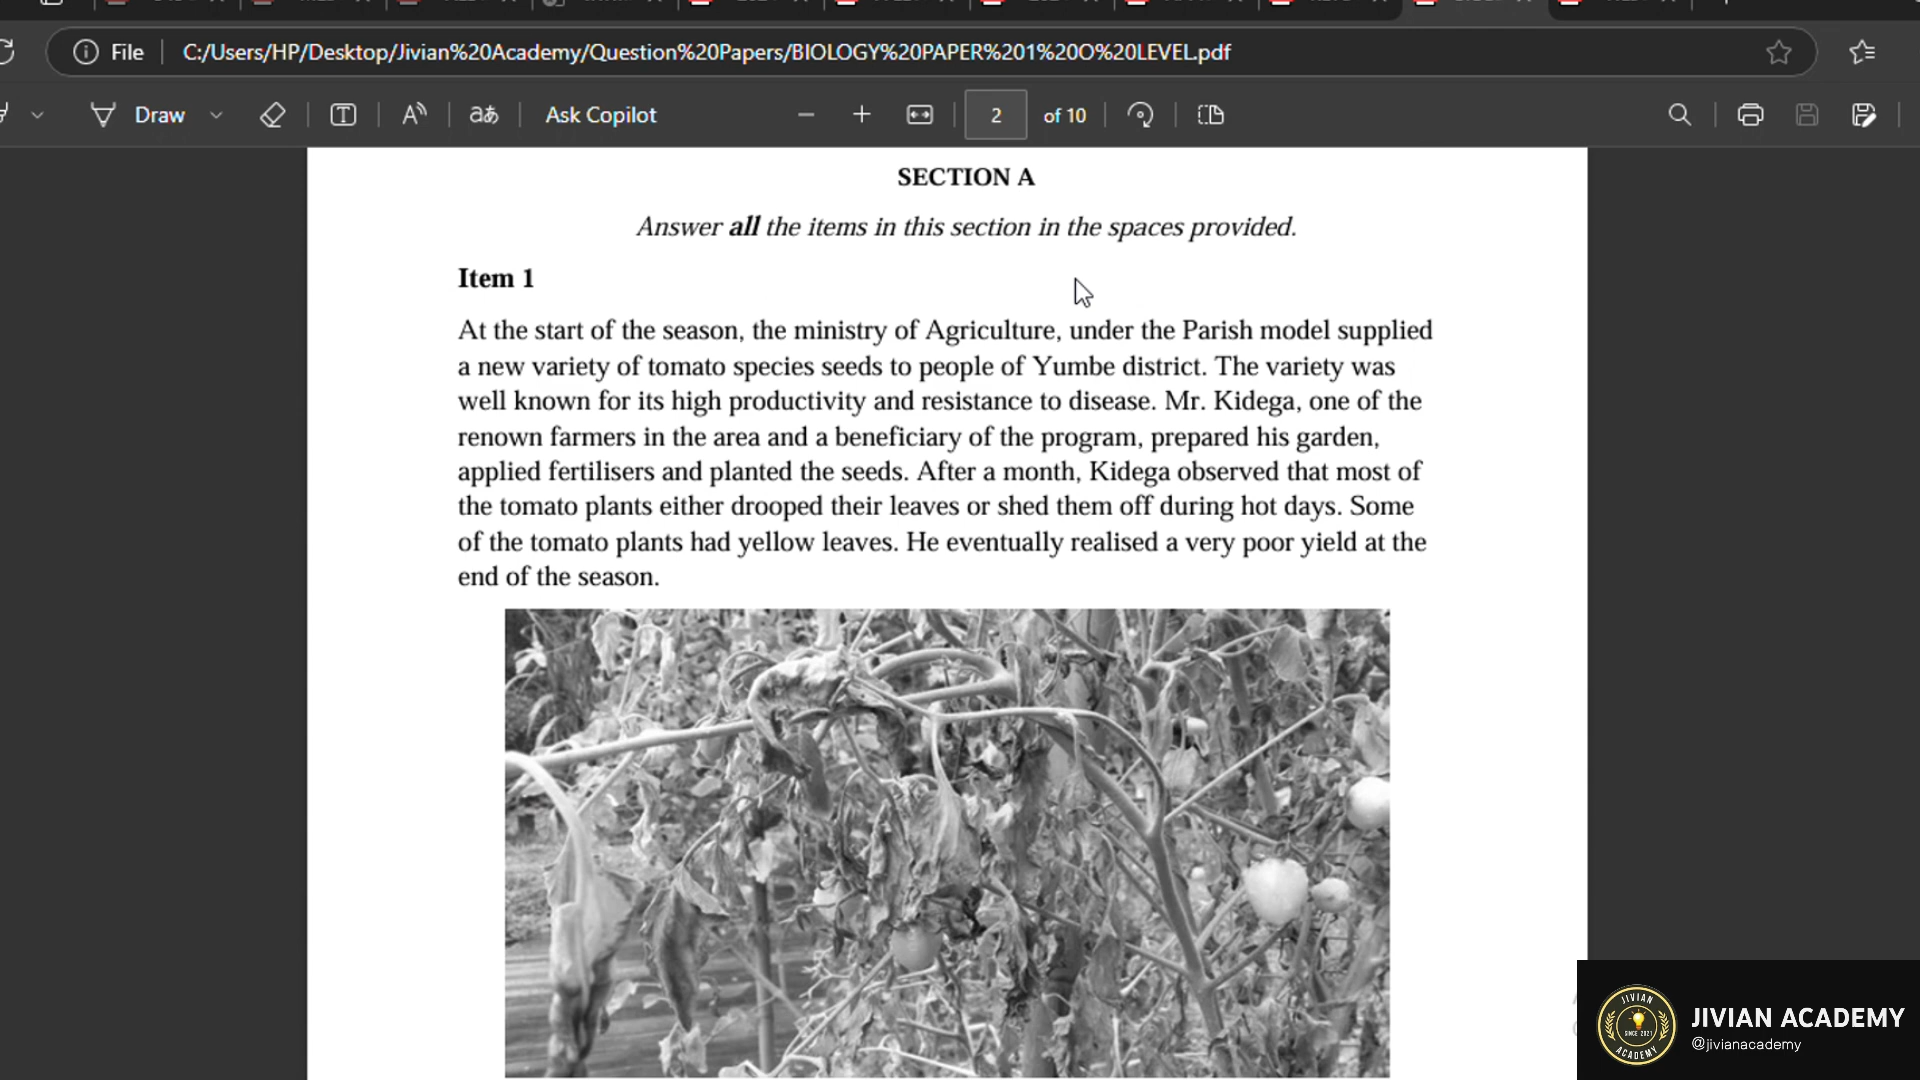 File
C:/Users/HP/Desktop/Jivian%20Academy/Question%20Papers/BIOLOGY%20PAPER%201%20O%20LEVEL.pdf
Draw
Ask Copilot
2 of 10
SECTION A
Answer all the items in this section in the spaces provided.
Item 1
At the start of the season, the ministry of Agriculture, under the Parish model supplied
a new variety of tomato species seeds to people of Yumbe district. The variety was
well known for its high productivity and resistance to disease. Mr. Kidega, one of the
renown farmers in the area and a beneficiary of the program, prepared his garden,
applied fertilisers and planted the seeds. After a month, Kidega observed that most of
the tomato plants either drooped their leaves or shed them off during hot days. Some
of the tomato plants had yellow leaves. He eventually realised a very poor yield at the
end of the season.
JIVIAN
SINCE 2021
ACADEMY
JIVIAN ACADEMY
@jivianacademy